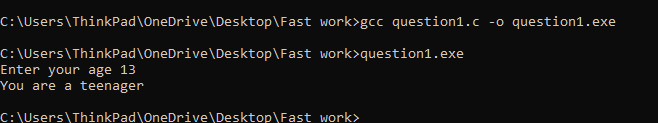 C:\Users\ThinkPad\OneDrive\Desktop\Fast work>gcc question1.c -o question1.exe
C:\Users\ThinkPad\OneDrive\Desktop\Fast work>question1.exe
Enter your age 13
You are a teenager
C:\Users\ThinkPad\OneDrive\Desktop\Fast work>